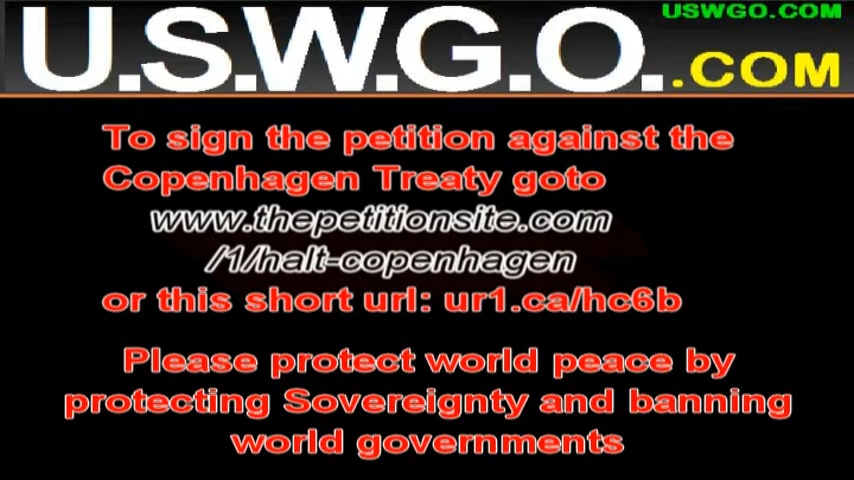 USWGO.COM
U.S.W.G.O. .COM
To sign the petition against the
Copenhagen Treaty goto
www.thepetitionsite.com
/1/halt-copenhagen
or this short url: ur1.ca/hc6b
Please protect world peace by
protecting Sovereignty and banning
world governments